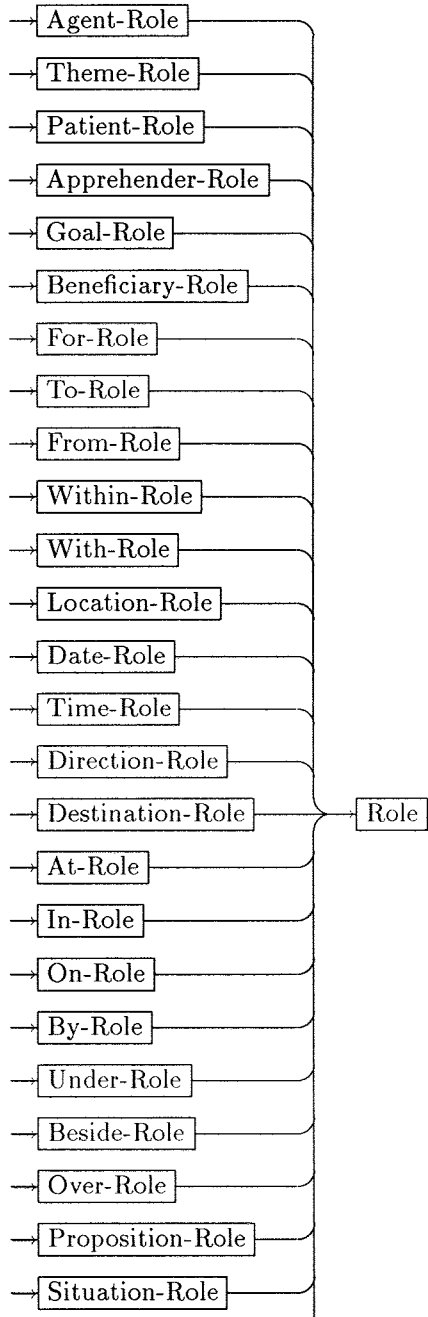 Agent-Role
Theme-Role
Patient-Role
Apprehender-Role
Goal-Role
Beneficiary-Role
For-Role
To-Role
From-Role
Within-Role
With-Role
Location-Role
Date-Role
Time-Role
Direction-Role
Destination-Role
Role
At-Role
In-Role
On-Role
By-Role
Under-Role
Beside-Role
Over-Role
Proposition-Role
Situation-Role